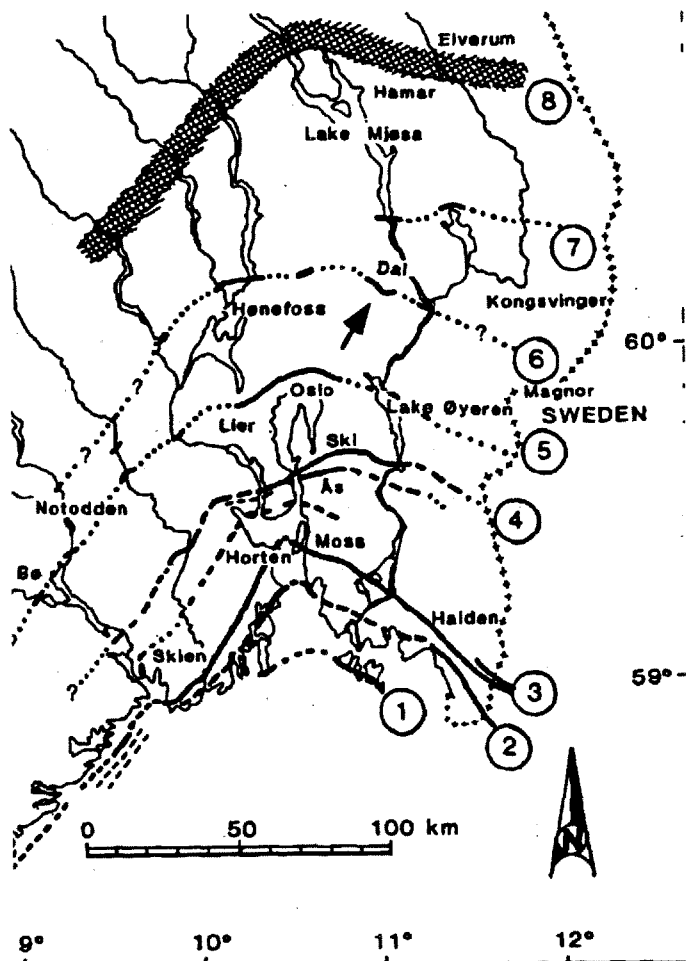 Elverum
8
Hamar
Lake Mjøsa
7
Dal
Hønefoss
Kongsvinger
?
6
60°
?
Oslo
Magnor
Lake Øyeren
SWEDEN
Lier
Ski
5
?
Ås
4
Notodden
Horten
Moss
Bø
Halden
Skien
?
3
59°
1
2
0 50 100 km
N
9° 10° 11° 12°